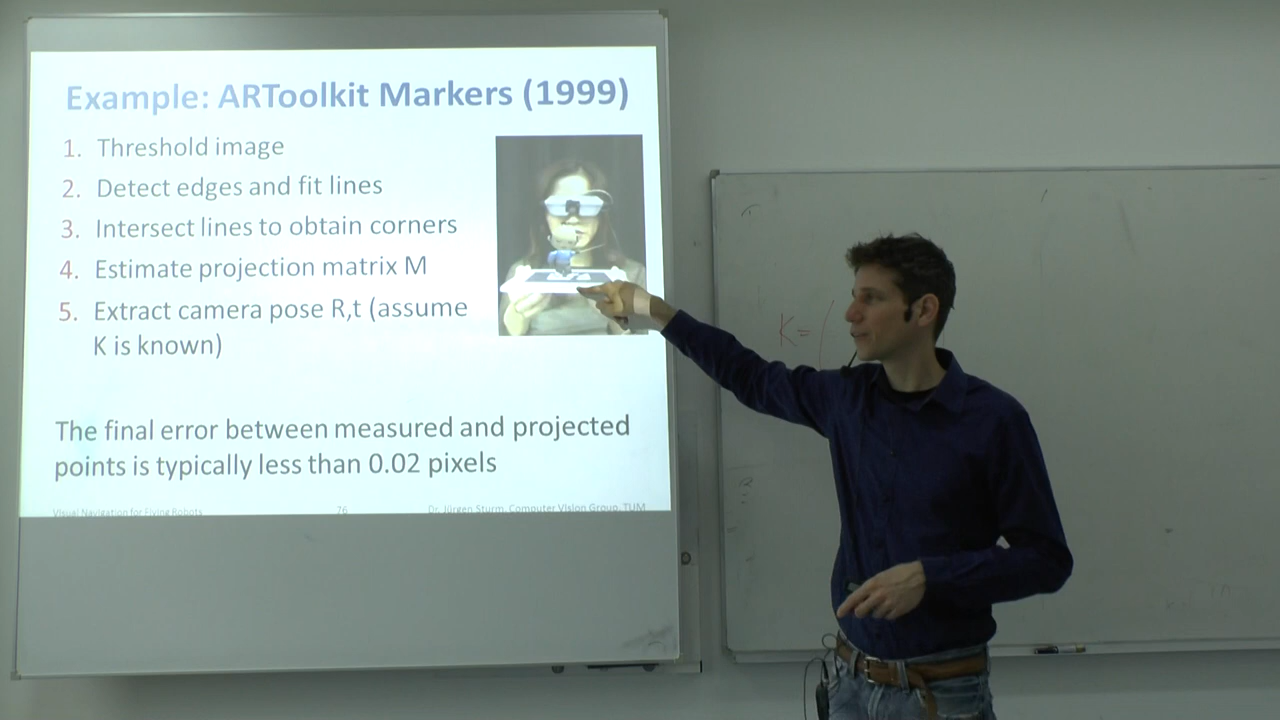 Example: ARToolkit Markers (1999)
1. Threshold image
2. Detect edges and fit lines
3. Intersect lines to obtain corners
4. Estimate projection matrix M
5. Extract camera pose R,t (assume
K is known)
The final error between measured and projected
points is typically less than 0.02 pixels
Visual Navigation for Flying Robots
76
Dr. Jürgen Sturm, Computer Vision Group, TUM
K = (